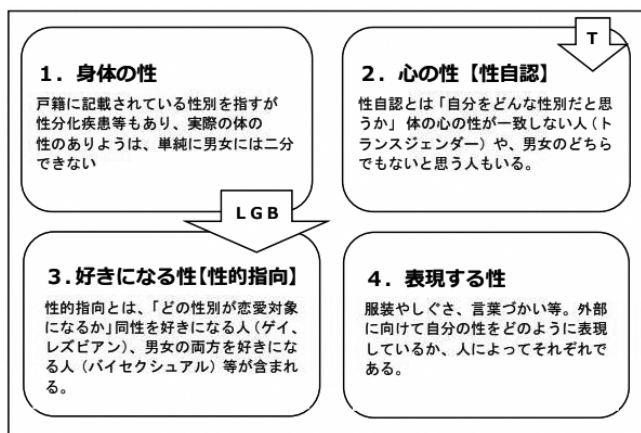 1．身体の性
戸籍に記載されている性別を指すが
性分化疾患等もあり、実際の体の
性のありようは、単純に男女には二分
できない
T
2．心の性【性自認】
性自認とは「自分をどんな性別だと思
うか」 体の心の性が一致しない人（ト
ランスジェンダー）や、男女のどちら
でもないと思う人もいる。
LGB
3．好きになる性【性的指向】
性的指向とは、「どの性別が恋愛対象
になるか」同性を好きになる人（ゲイ、
レズビアン）、男女の両方を好きにな
る人（バイセクシュアル）等が含まれ
る。
4．表現する性
服装やしぐさ、言葉づかい等。外部
に向けて自分の性をどのように表現
しているか、人によってそれぞれで
ある。